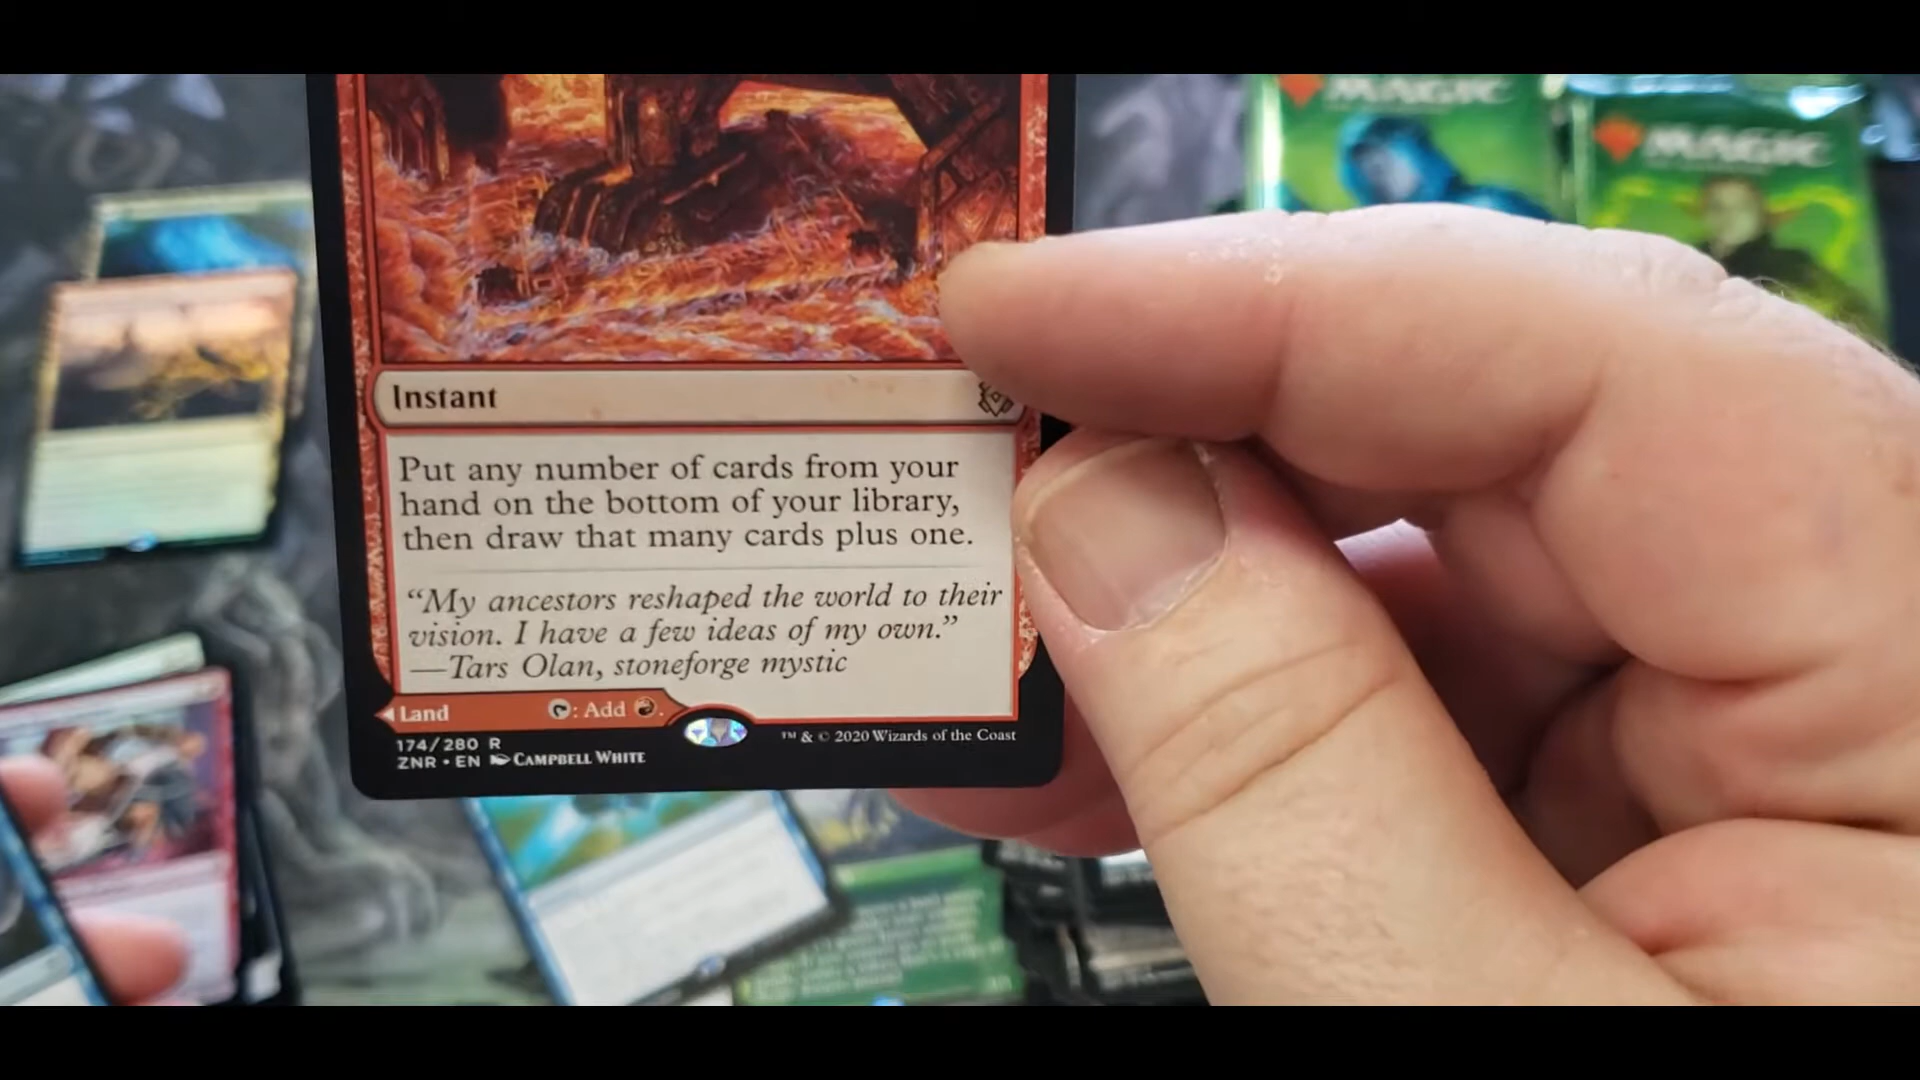 MAGIC
MAGIC
Instant
Put any number of cards from your
hand on the bottom of your library,
then draw that many cards plus one.
“My ancestors reshaped the world to their
vision. I have a few ideas of my own.”
—Tars Olan, stoneforge mystic
Land
: Add .
174/280 R
ZNR • EN CAMPBELL WHITE
™ & © 2020 Wizards of the Coast